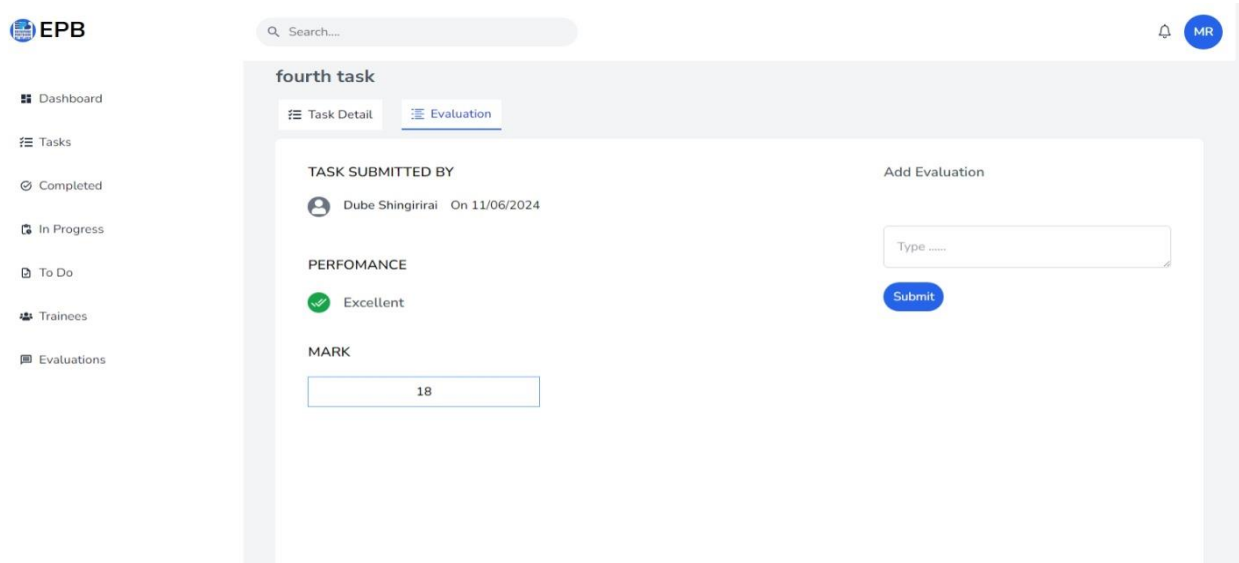 EPB
Search....
MR
Dashboard
Tasks
Completed
In Progress
To Do
Trainees
Evaluations
fourth task
Task Detail
Evaluation
TASK SUBMITTED BY
Dube Shingirirai On 11/06/2024
PERFOMANCE
Excellent
MARK
18
Add Evaluation
Type ......
Submit